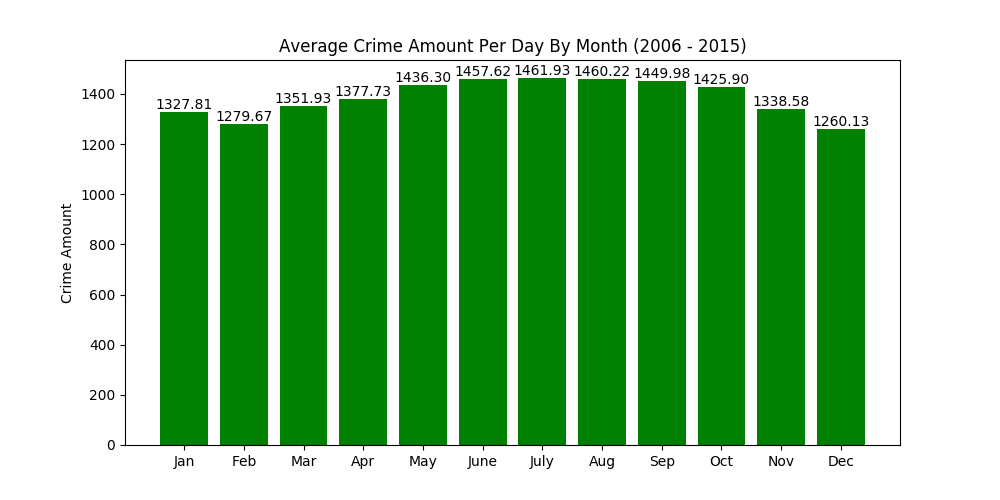 Average Crime Amount Per Day By Month (2006 - 2015)
1327.81 1279.67 1351.93 1377.73 1436.30 1457.62 1461.93 1460.22 1449.98 1425.90 1338.58 1260.13
1400
1200
1000
800
600
400
200
0
Crime Amount
Jan Feb Mar Apr May June July Aug Sep Oct Nov Dec